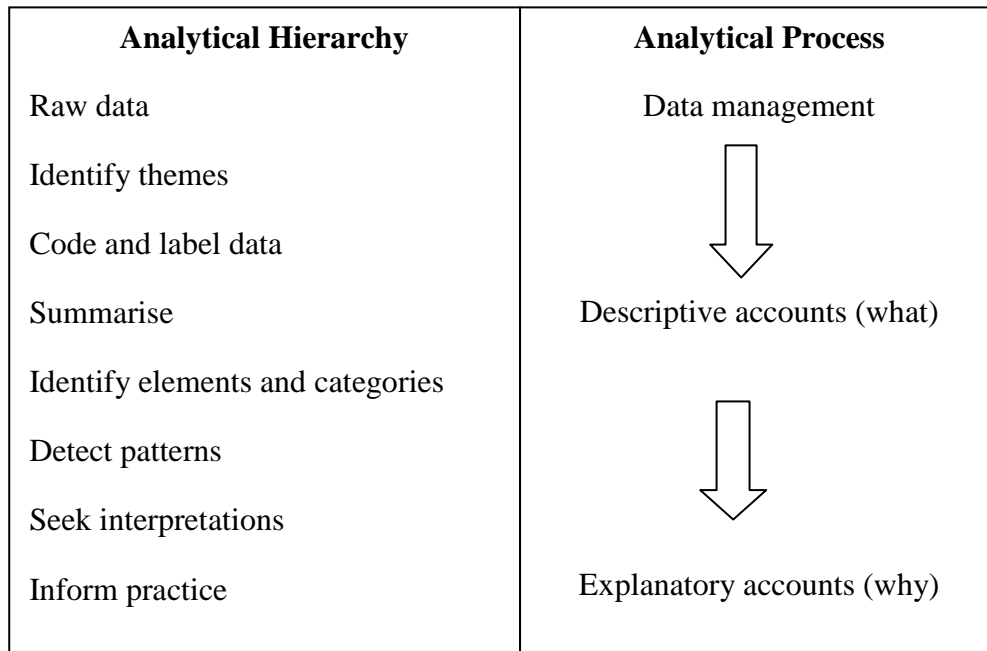 Analytical Hierarchy
Raw data
Identify themes
Code and label data
Summarise
Identify elements and categories
Detect patterns
Seek interpretations
Inform practice
Analytical Process
Data management
Descriptive accounts (what)
Explanatory accounts (why)